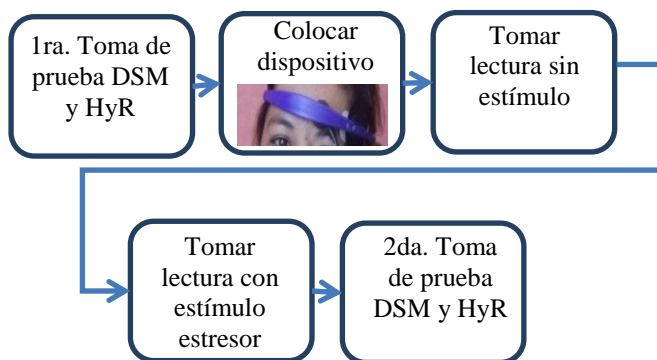 1ra. Toma de
prueba DSM
y HyR
Colocar
dispositivo
Tomar
lectura sin
estímulo
Tomar
lectura con
estímulo
estresor
2da. Toma
de prueba
DSM y HyR